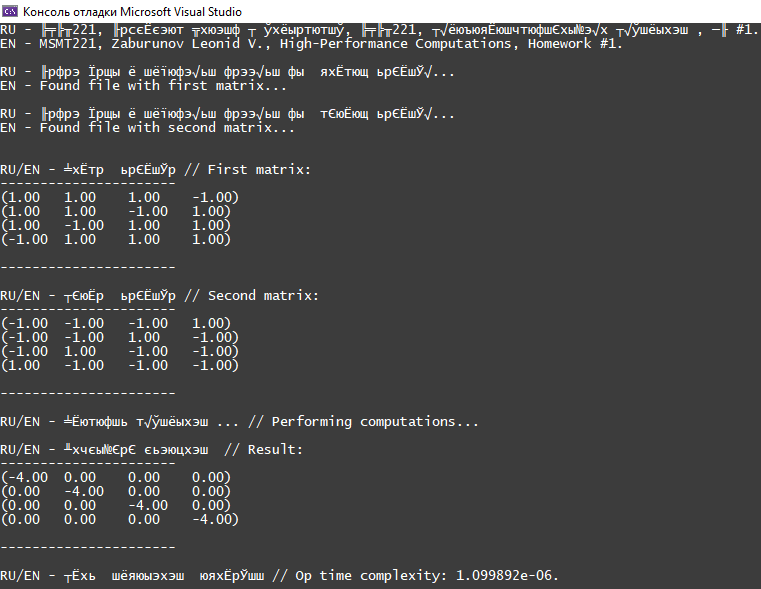 Консоль отладки Microsoft Visual Studio
RU - ╠╤╠╥221, ╟рсєЁєэют ╦хюэшф ┬ ўхёыртютшў, ╠╤╠╥221, ┬√ёюъюяЁюшчтюфшЄхы№э√х т√ўшёыхэш , ─╟ #1.
EN - MSMT221, Zaburunov Leonid V., High-Performance Computations, Homework #1.
RU - ╟рфрэ Їрщы ё шёїюфэ√ьш фрээ√ьш фы  яхЁтющ ьрЄЁшЎ√...
EN - Found file with first matrix...
RU - ╟рфрэ Їрщы ё шёїюфэ√ьш фрээ√ьш фы  тЄюЁющ ьрЄЁшЎ√...
EN - Found file with second matrix...
RU/EN - ╧хЁтр  ьрЄЁшЎр // First matrix:
----------------------
(1.00 1.00 1.00 -1.00)
(1.00 1.00 -1.00 1.00)
(1.00 -1.00 1.00 1.00)
(-1.00 1.00 1.00 1.00)
----------------------
RU/EN - ┬ЄюЁр  ьрЄЁшЎр // Second matrix:
----------------------
(-1.00 -1.00 -1.00 1.00)
(-1.00 -1.00 1.00 -1.00)
(-1.00 1.00 -1.00 -1.00)
(1.00 -1.00 -1.00 -1.00)
----------------------
RU/EN - ╧Ёютюфшь т√ўшёыхэш ... // Performing computations...
RU/EN - ╨хчєы№ЄрЄ єьэюцхэш  // Result:
----------------------
(-4.00 0.00 0.00 0.00)
(0.00 -4.00 0.00 0.00)
(0.00 0.00 -4.00 0.00)
(0.00 0.00 0.00 -4.00)
----------------------
RU/EN - ┬Ёхь  шёяюыэхэш  юяхЁрЎшш // Op time complexity: 1.099892e-06.